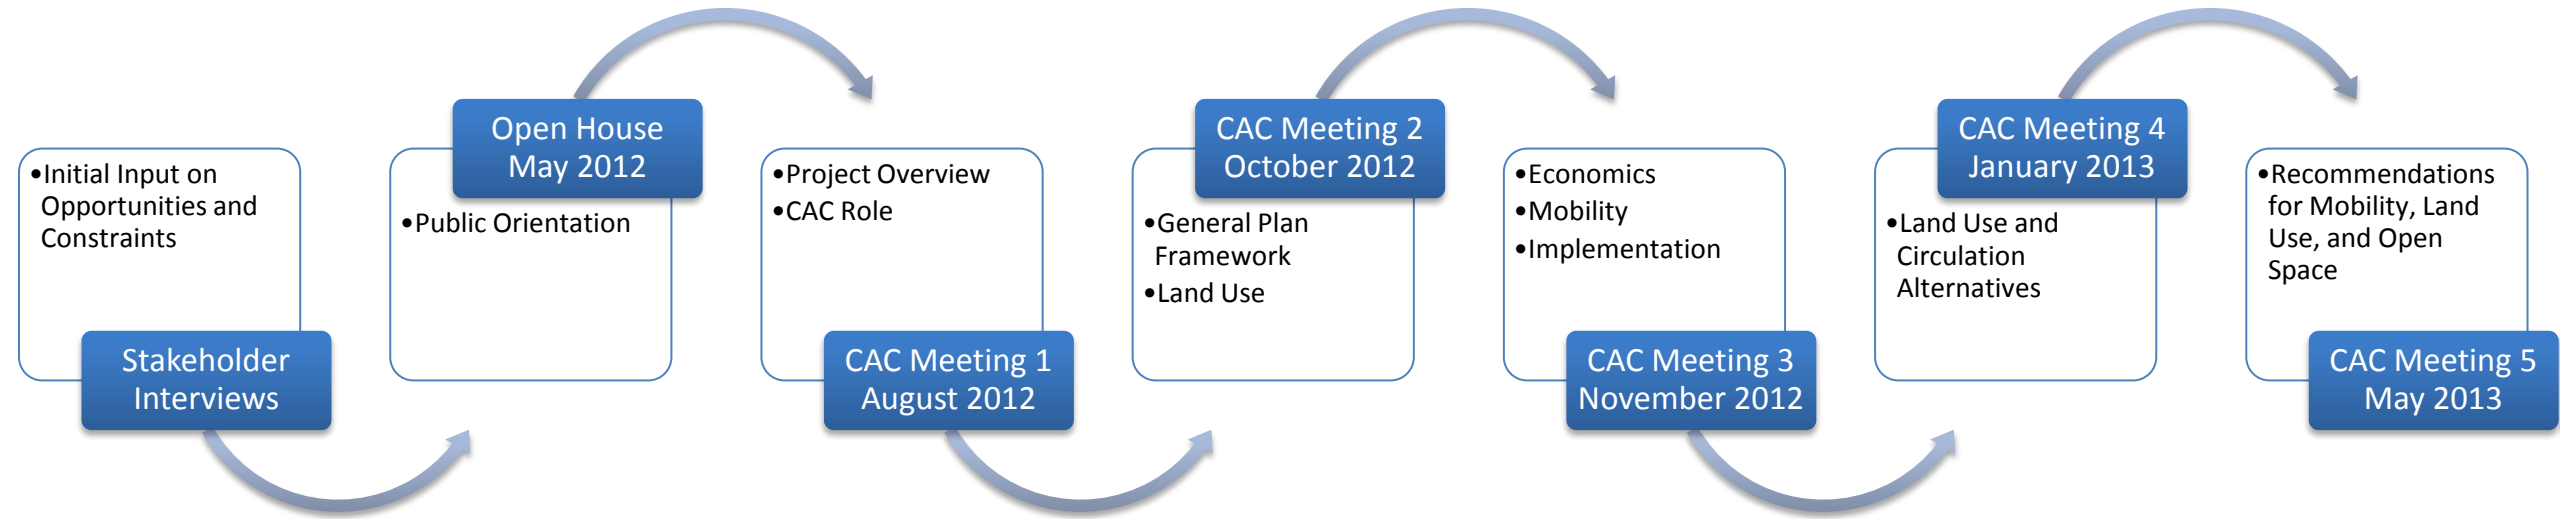 •Initial Input on
Opportunities and
Constraints
Stakeholder
Interviews
Open House
May 2012
•Public Orientation
•Project Overview
•CAC Role
CAC Meeting 1
August 2012
CAC Meeting 2
October 2012
•General Plan
Framework
•Land Use
•Economics
•Mobility
•Implementation
CAC Meeting 3
November 2012
CAC Meeting 4
January 2013
•Land Use and
Circulation
Alternatives
•Recommendations
for Mobility, Land
Use, and Open
Space
CAC Meeting 5
May 2013